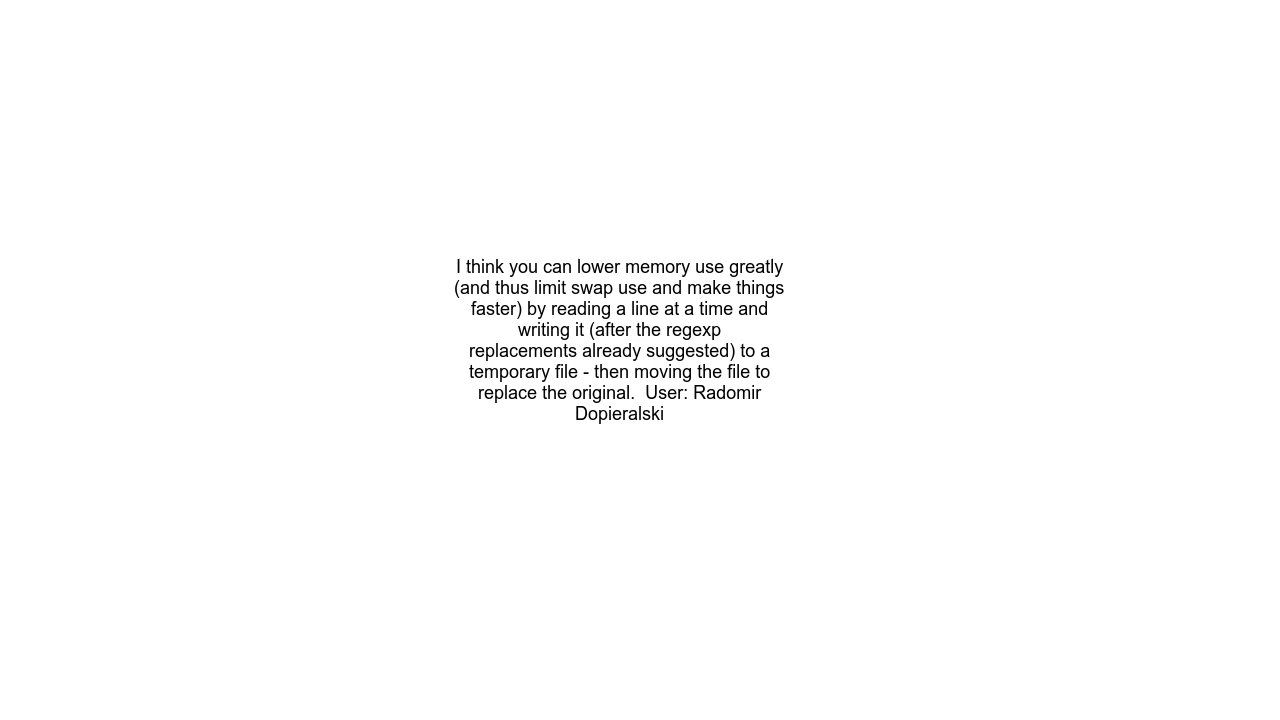 I think you can lower memory use greatly
(and thus limit swap use and make things
faster) by reading a line at a time and
writing it (after the regexp
replacements already suggested) to a
temporary file - then moving the file to
replace the original.  User: Radomir
Dopieralski